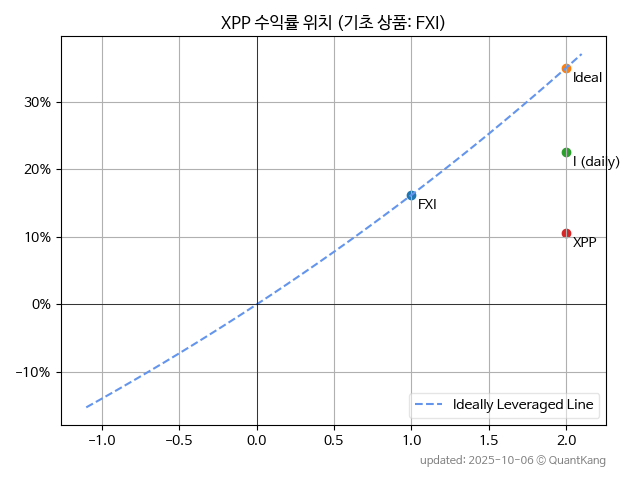 XPP 수익률 위치 (기초 상품: FXI)
30%
20%
10%
0%
−10%
Ideal
I (daily)
FXI
XPP
Ideally Leveraged Line
−1.0 −0.5 0.0 0.5 1.0 1.5 2.0
updated: 2025-10-06 © QuantKang